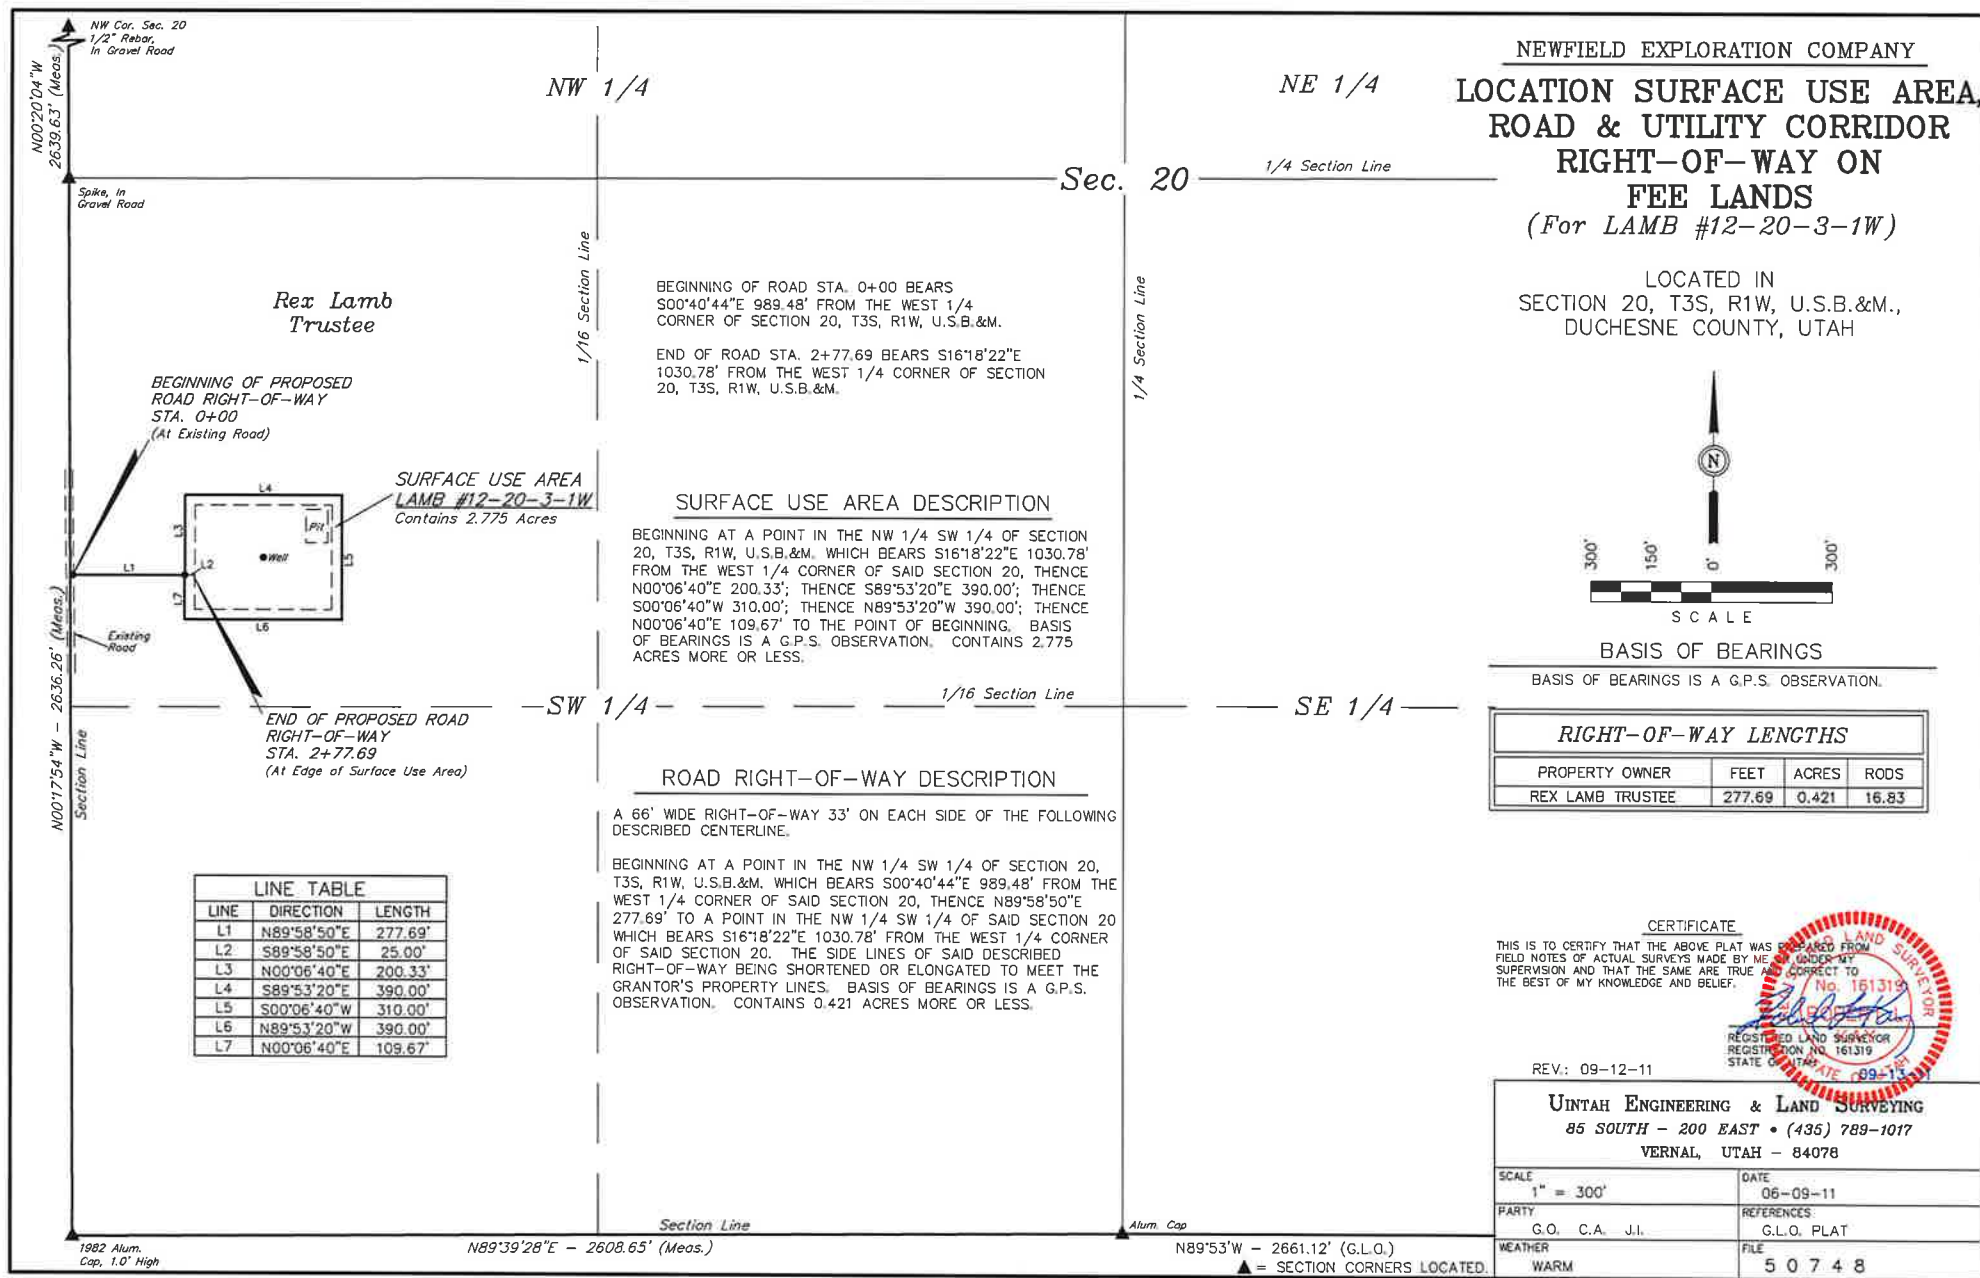 NW Cor. Sec. 20
1/2" Rebar,
In Gravel Road
N00°20'04"W
2639.63' (Meas.)
Spike, In
Gravel Road
NW 1/4
NE 1/4
Sec. 20
1/4 Section Line
1/16 Section Line
1/4 Section Line
Rex Lamb
Trustee
BEGINNING OF PROPOSED
ROAD RIGHT-OF-WAY
STA. 0+00
(At Existing Road)
SURFACE USE AREA
LAMB #12-20-3-1W
Contains 2.775 Acres
L4
L3
Pit
L5
Well
L1
L2
L7
L6
Existing
Road
N00°17'54"W - 2636.26' (Meas.)
Section Line
END OF PROPOSED ROAD
RIGHT-OF-WAY
STA. 2+77.69
(At Edge of Surface Use Area)
BEGINNING OF ROAD STA. 0+00 BEARS
S00°40'44"E 989.48' FROM THE WEST 1/4
CORNER OF SECTION 20, T3S, R1W, U.S.B.&M.
END OF ROAD STA. 2+77.69 BEARS S16°18'22"E
1030.78' FROM THE WEST 1/4 CORNER OF SECTION
20, T3S, R1W, U.S.B.&M.
SURFACE USE AREA DESCRIPTION
BEGINNING AT A POINT IN THE NW 1/4 SW 1/4 OF SECTION
20, T3S, R1W, U.S.B.&M. WHICH BEARS S16°18'22"E 1030.78'
FROM THE WEST 1/4 CORNER OF SAID SECTION 20, THENCE
N00°06'40"E 200.33'; THENCE S89°53'20"E 390.00'; THENCE
S00°06'40"W 310.00'; THENCE N89°53'20"W 390.00'; THENCE
N00°06'40"E 109.67' TO THE POINT OF BEGINNING. BASIS
OF BEARINGS IS A G.P.S. OBSERVATION. CONTAINS 2.775
ACRES MORE OR LESS.
1/16 Section Line
SW 1/4
SE 1/4
ROAD RIGHT-OF-WAY DESCRIPTION
A 66' WIDE RIGHT-OF-WAY 33' ON EACH SIDE OF THE FOLLOWING
DESCRIBED CENTERLINE.
BEGINNING AT A POINT IN THE NW 1/4 SW 1/4 OF SECTION 20,
T3S, R1W, U.S.B.&M. WHICH BEARS S00°40'44"E 989.48' FROM THE
WEST 1/4 CORNER OF SAID SECTION 20, THENCE N89°58'50"E
277.69' TO A POINT IN THE NW 1/4 SW 1/4 OF SAID SECTION 20
WHICH BEARS S16°18'22"E 1030.78' FROM THE WEST 1/4 CORNER
OF SAID SECTION 20. THE SIDE LINES OF SAID DESCRIBED
RIGHT-OF-WAY BEING SHORTENED OR ELONGATED TO MEET THE
GRANTOR'S PROPERTY LINES. BASIS OF BEARINGS IS A G.P.S.
OBSERVATION. CONTAINS 0.421 ACRES MORE OR LESS.
LINE TABLE
LINE DIRECTION LENGTH
L1 N89°58'50"E 277.69'
L2 S89°58'50"E 25.00'
L3 N00°06'40"E 200.33'
L4 S89°53'20"E 390.00'
L5 S00°06'40"W 310.00'
L6 N89°53'20"W 390.00'
L7 N00°06'40"E 109.67'
Section Line
1982 Alum.
Cap, 1.0' High
N89°39'28"E - 2608.65' (Meas.)
Alum. Cap
N89°53'W - 2661.12' (G.L.O.)
▲ = SECTION CORNERS LOCATED.
NEWFIELD EXPLORATION COMPANY
LOCATION SURFACE USE AREA,
ROAD & UTILITY CORRIDOR
RIGHT-OF-WAY ON
FEE LANDS
(For LAMB #12-20-3-1W)
LOCATED IN
SECTION 20, T3S, R1W, U.S.B.&M.,
DUCHESNE COUNTY, UTAH
N
300' 150' 0' 300'
SCALE
BASIS OF BEARINGS
BASIS OF BEARINGS IS A G.P.S. OBSERVATION.
RIGHT-OF-WAY LENGTHS
PROPERTY OWNER FEET ACRES RODS
REX LAMB TRUSTEE 277.69 0.421 16.83
CERTIFICATE
THIS IS TO CERTIFY THAT THE ABOVE PLAT WAS PREPARED FROM
FIELD NOTES OF ACTUAL SURVEYS MADE BY ME OR UNDER MY
SUPERVISION AND THAT THE SAME ARE TRUE AND CORRECT TO
THE BEST OF MY KNOWLEDGE AND BELIEF.
LAND SURVEYOR
No. 161319
REGISTERED LAND SURVEYOR
REGISTRATION NO. 161319
STATE OF UTAH
STATE OF UTAH
REV.: 09-12-11
UINTAH ENGINEERING & LAND SURVEYING
85 SOUTH - 200 EAST • (435) 789-1017
VERNAL, UTAH - 84078
SCALE
1" = 300'
DATE
06-09-11
PARTY
G.O. C.A. J.I.
REFERENCES
G.L.O. PLAT
WEATHER
WARM
FILE
50748